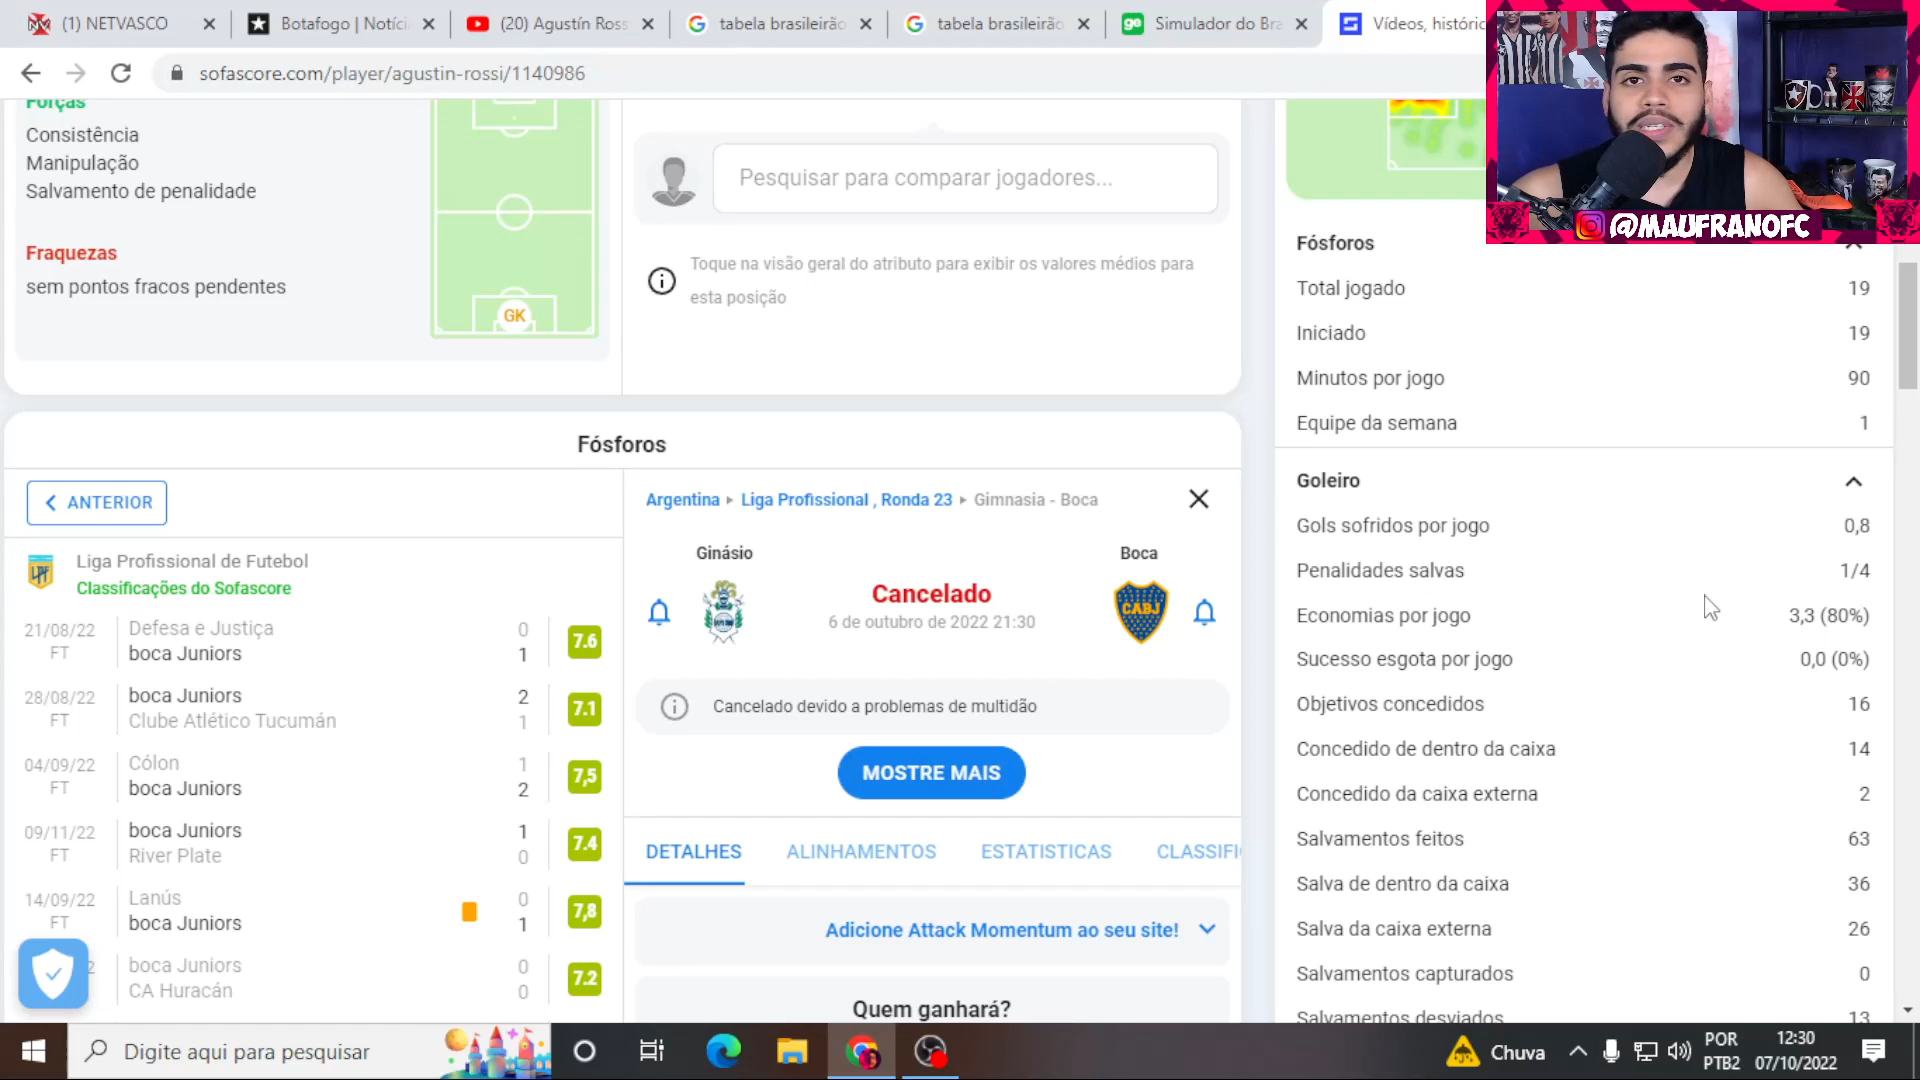 (1) NETVASCO
Botafogo | Notíci
(20) Agustín Ross
tabela brasileirão
tabela brasileirão
Simulador do Bra
Vídeos, históric
sofascore.com/player/agustin-rossi/1140986
@MAUFRANOFC
Forças
Consistência
Manipulação
Salvamento de penalidade
Fraquezas
sem pontos fracos pendentes
GK
Pesquisar para comparar jogadores...
Toque na visão geral do atributo para exibir os valores médios para
esta posição
Fósforos
Total jogado 19
Iniciado 19
Minutos por jogo 90
Equipe da semana 1
Goleiro
Gols sofridos por jogo 0,8
Penalidades salvas 1/4
Economias por jogo 3,3 (80%)
Sucesso esgota por jogo 0,0 (0%)
Objetivos concedidos 16
Concedido de dentro da caixa 14
Concedido da caixa externa 2
Salvamentos feitos 63
Salva de dentro da caixa 36
Salva da caixa externa 26
Salvamentos capturados 0
Salvamentos desviados 13
Fósforos
ANTERIOR
Liga Profissional de Futebol
Classificações do Sofascore
21/08/22 Defesa e Justiça 0
FT boca Juniors 1 7.6
28/08/22 boca Juniors 2
FT Clube Atlético Tucumán 1 7.1
04/09/22 Cólon 1
FT boca Juniors 2 7,5
09/11/22 boca Juniors 1
FT River Plate 0 7.4
14/09/22 Lanús 0
FT boca Juniors 1 7,8
2 boca Juniors 0
CA Huracán 0 7.2
Argentina Liga Profissional , Ronda 23 Gimnasia - Boca
Ginásio
Boca
CABJ
Cancelado
6 de outubro de 2022 21:30
Cancelado devido a problemas de multidão
MOSTRE MAIS
DETALHES ALINHAMENTOS ESTATISTICAS CLASSIFI
Adicione Attack Momentum ao seu site!
Quem ganhará?
Digite aqui para pesquisar
Chuva
POR
PTB2
12:30
07/10/2022